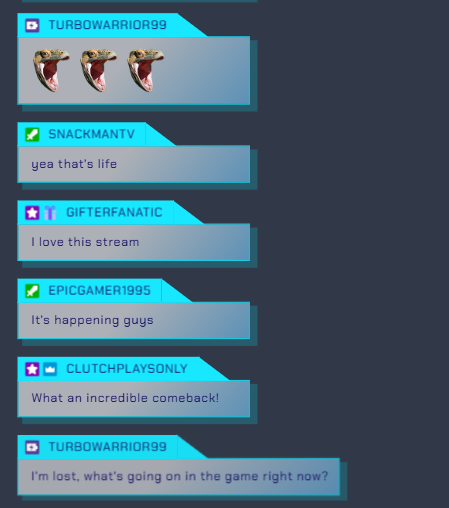 TURBOWARRIOR99
SNACKMANTV
yea that's life
GIFTERFANATIC
I love this stream
EPICGAMER1995
It's happening guys
CLUTCHPLAYSONLY
What an incredible comeback!
TURBOWARRIOR99
I'm lost, what's going on in the game right now?